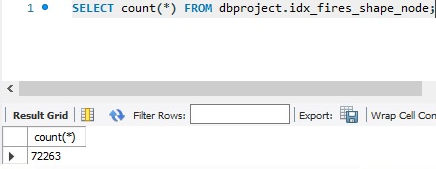 1 SELECT count(*) FROM dbproject.idx_fires_shape_node;
Result Grid Filter Rows: Export: Wrap Cell Con
count(*)
72263